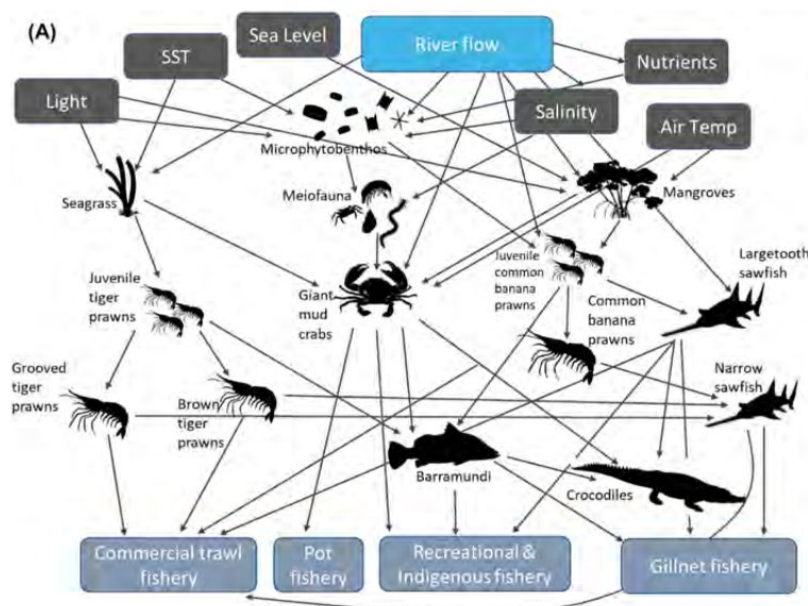 (A)
Sea Level
River flow
SST
Nutrients
Light
Salinity
Air Temp
Microphytobenthos
Seagrass
Meiofauna
Mangroves
Juvenile
tiger
prawns
Giant
mud
crabs
Juvenile
common
banana
prawns
Largetooth
sawfish
Common
banana
prawns
Grooved
tiger
prawns
Brown
tiger
prawns
Narrow
sawfish
Barramundi
Crocodiles
Commercial trawl
fishery
Pot
fishery
Recreational &
Indigenous fishery
Gillnet fishery